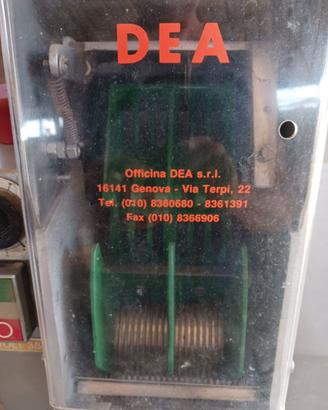 DEA
Officina DEA s.r.l.
16141 Genova - Via Terpi, 22
Tel. (010) 8360680 - 8361391
Fax (010) 8366906